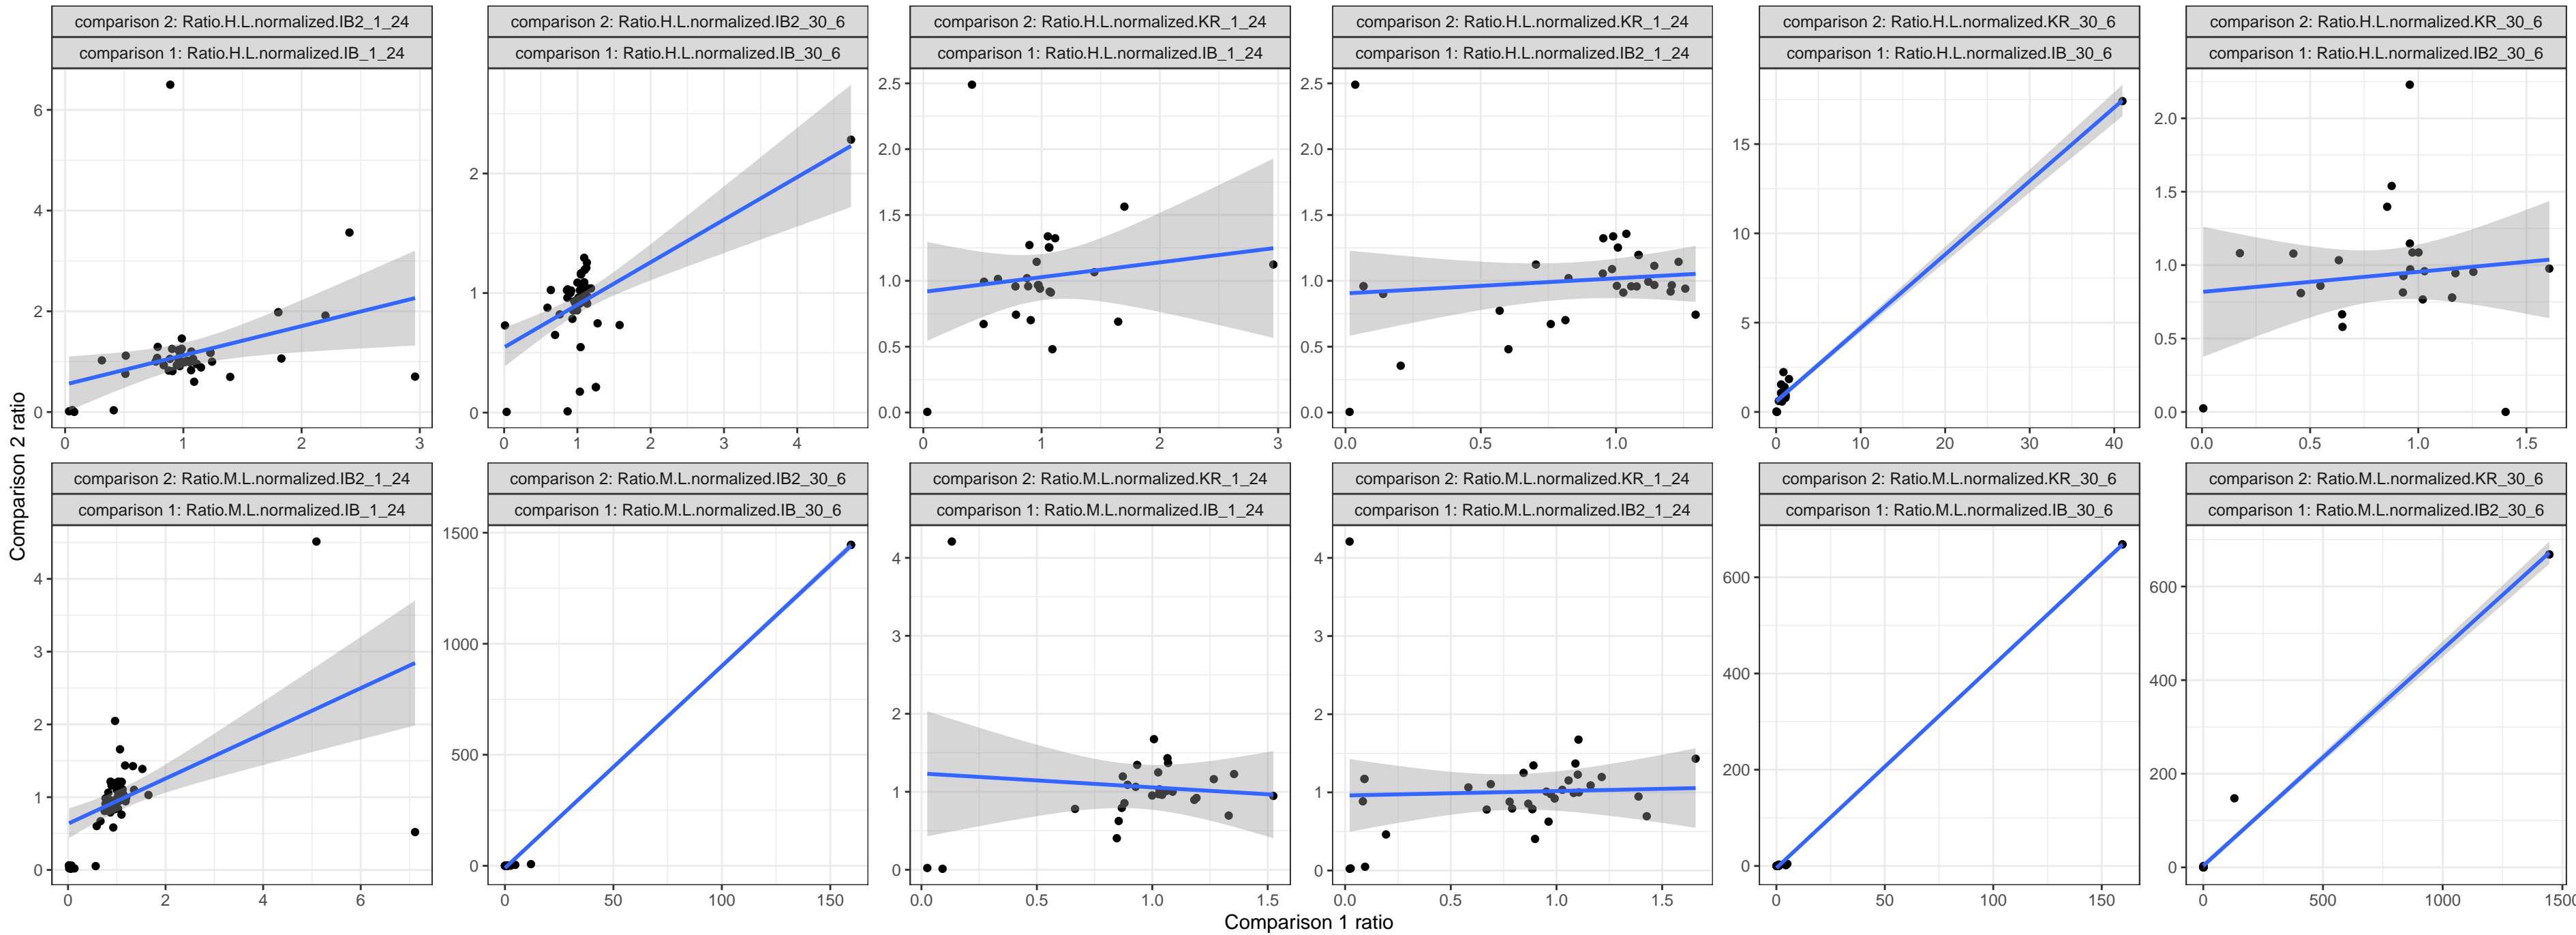 comparison 2: Ratio.H.L.normalized.IB2_1_24
comparison 2: Ratio.H.L.normalized.IB2_30_6
comparison 2: Ratio.H.L.normalized.KR_1_24
comparison 2: Ratio.H.L.normalized.KR_1_24
comparison 2: Ratio.H.L.normalized.KR_30_6
comparison 2: Ratio.H.L.normalized.KR_30_6
comparison 1: Ratio.H.L.normalized.IB_1_24
comparison 1: Ratio.H.L.normalized.IB_30_6
comparison 1: Ratio.H.L.normalized.IB_1_24
comparison 1: Ratio.H.L.normalized.IB2_1_24
comparison 1: Ratio.H.L.normalized.IB_30_6
comparison 1: Ratio.H.L.normalized.IB2_30_6
6
4
2
0
0 1 2 3
2
1
0
0 1 2 3 4
2.5
2.0
1.5
1.0
0.5
0.0
0 1 2 3
2.5
2.0
1.5
1.0
0.5
0.0
0.0 0.5 1.0
15
10
5
0
0 10 20 30 40
2.0
1.5
1.0
0.5
0.0
0.0 0.5 1.0 1.5
Comparison 2 ratio
comparison 2: Ratio.M.L.normalized.IB2_1_24
comparison 2: Ratio.M.L.normalized.IB2_30_6
comparison 2: Ratio.M.L.normalized.KR_1_24
comparison 2: Ratio.M.L.normalized.KR_1_24
comparison 2: Ratio.M.L.normalized.KR_30_6
comparison 2: Ratio.M.L.normalized.KR_30_6
comparison 1: Ratio.M.L.normalized.IB_1_24
comparison 1: Ratio.M.L.normalized.IB_30_6
comparison 1: Ratio.M.L.normalized.IB_1_24
comparison 1: Ratio.M.L.normalized.IB2_1_24
comparison 1: Ratio.M.L.normalized.IB_30_6
comparison 1: Ratio.M.L.normalized.IB2_30_6
4
3
2
1
0
0 2 4 6
1500
1000
500
0
0 50 100 150
4
3
2
1
0
0.0 0.5 1.0 1.5
4
3
2
1
0
0.0 0.5 1.0 1.5
600
400
200
0
0 50 100 150
600
400
200
0
0 500 1000 1500
Comparison 1 ratio